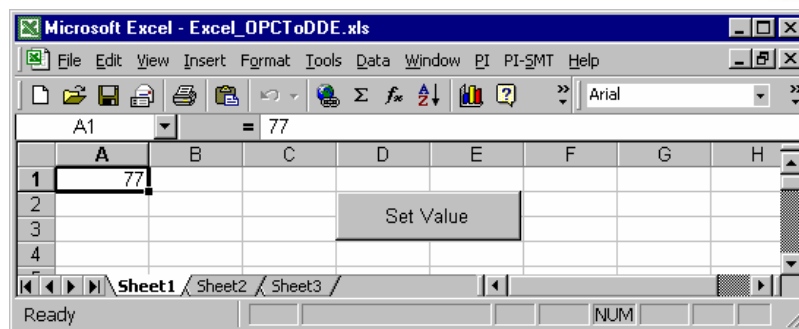 Microsoft Excel - Excel_OPCToDDE.xls
File Edit View Insert Format Tools Data Window PI PI-SMT Help
Σ fx A Z ? » Arial »
A1 = 77
A B C D E F G H
1 77
2 Set Value
3
4
Sheet1 Sheet2 Sheet3
Ready NUM